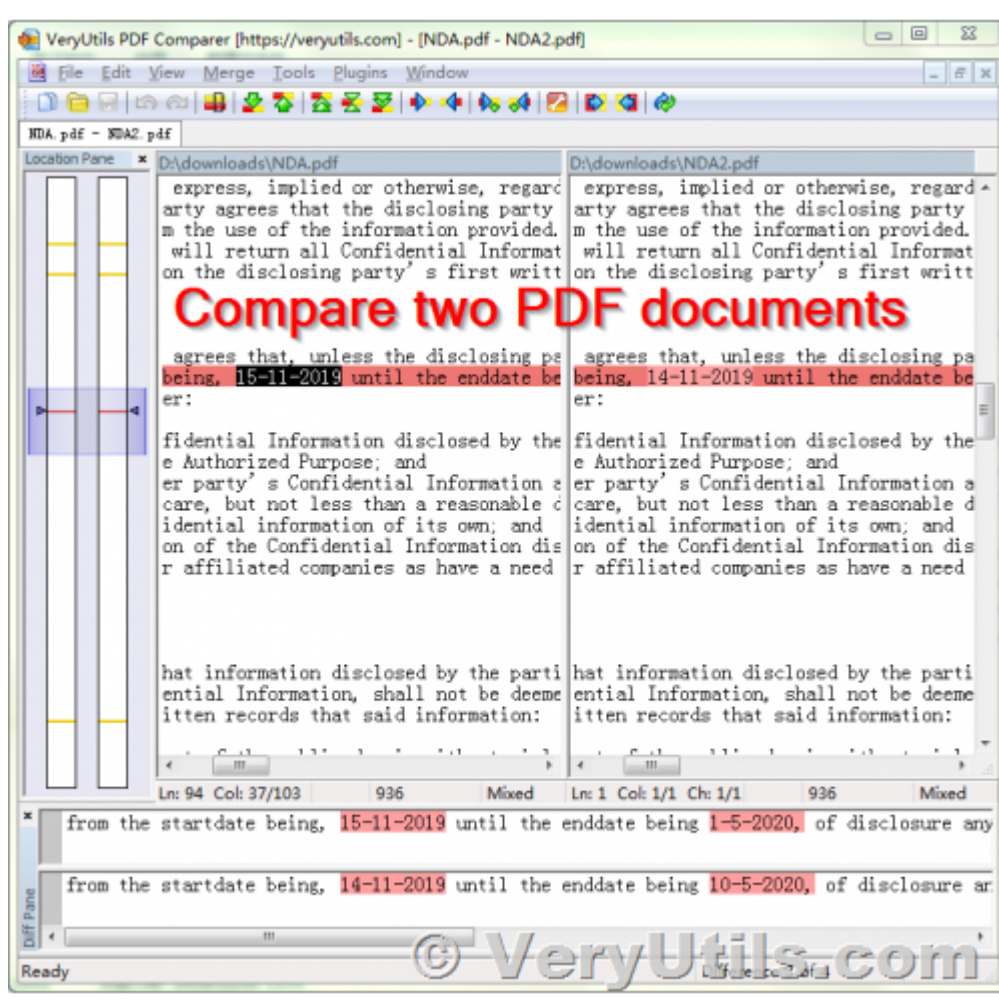 VeryUtils PDF Comparer [https://veryutils.com] - [NDA.pdf - NDA2.pdf]
File Edit View Merge Tools Plugins Window
NDA.pdf - NDA2.pdf
Location Pane
D:\downloads\NDA.pdf
express, implied or otherwise, regard
arty agrees that the disclosing party
m the use of the information provided.
will return all Confidential Informat
on the disclosing party’s first writt
agrees that, unless the disclosing pa
being, 15-11-2019 until the enddate be
er:
fidential Information disclosed by the
e Authorized Purpose; and
er party’s Confidential Information a
care, but not less than a reasonable d
idential information of its own; and
on of the Confidential Information dis
r affiliated companies as have a need
hat information disclosed by the parti
ential Information, shall not be deeme
itten records that said information:
Ln: 94 Col: 37/103 936 Mixed
D:\downloads\NDA2.pdf
express, implied or otherwise, regard
arty agrees that the disclosing party
m the use of the information provided.
will return all Confidential Informat
on the disclosing party’s first writt
agrees that, unless the disclosing pa
being, 14-11-2019 until the enddate be
er:
fidential Information disclosed by the
e Authorized Purpose; and
er party’s Confidential Information a
care, but not less than a reasonable d
idential information of its own; and
on of the Confidential Information dis
r affiliated companies as have a need
hat information disclosed by the parti
ential Information, shall not be deeme
itten records that said information:
Ln: 1 Col: 1/1 Ch: 1/1 936 Mixed
Compare two PDF documents
Diff Pane
from the startdate being, 15-11-2019 until the enddate being 1-5-2020, of disclosure any
from the startdate being, 14-11-2019 until the enddate being 10-5-2020, of disclosure an
© VeryUtils.com
Ready